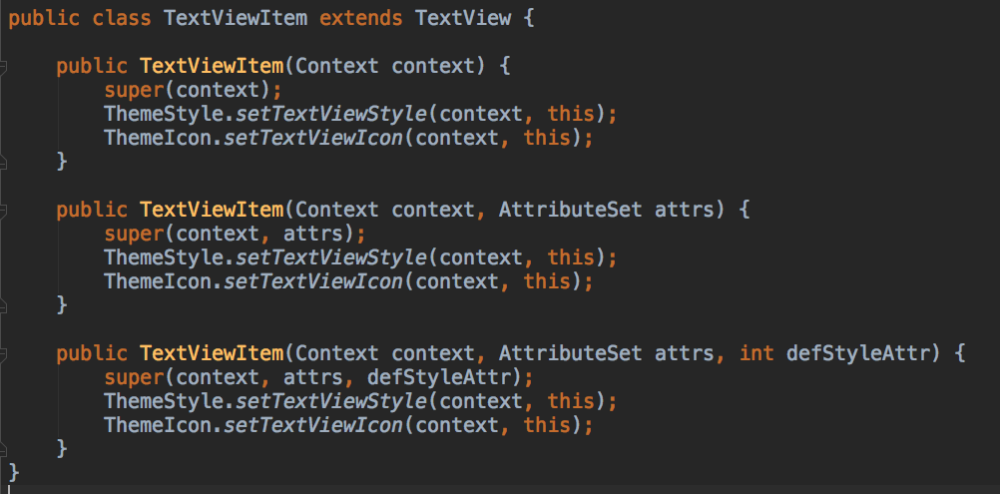 public class TextViewItem extends TextView {
public TextViewItem(Context context) {
super(context);
ThemeStyle.setTextViewStyle(context, this);
ThemeIcon.setTextViewIcon(context, this);
}
public TextViewItem(Context context, AttributeSet attrs) {
super(context, attrs);
ThemeStyle.setTextViewStyle(context, this);
ThemeIcon.setTextViewIcon(context, this);
}
public TextViewItem(Context context, AttributeSet attrs, int defStyleAttr) {
super(context, attrs, defStyleAttr);
ThemeStyle.setTextViewStyle(context, this);
ThemeIcon.setTextViewIcon(context, this);
}
}